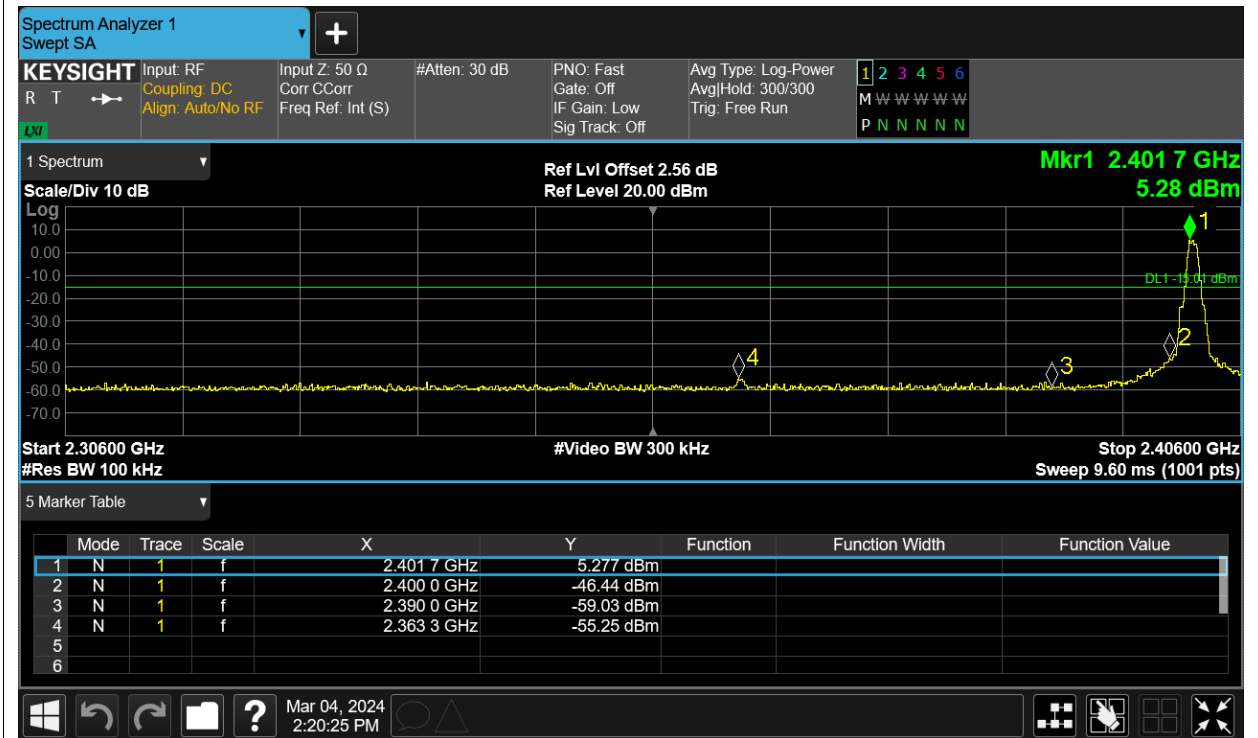 Spectrum Analyzer 1
Swept SA
KEYSIGHT
R T
LXI
Input: RF
Coupling: DC
Align: Auto/No RF
Input Z: 50 Ω
Corr CCorr
Freq Ref: Int (S)
#Atten: 30 dB
PNO: Fast
Gate: Off
IF Gain: Low
Sig Track: Off
Avg Type: Log-Power
Avg|Hold: 300/300
Trig: Free Run
1 2 3 4 5 6
M W W W W W
P N N N N N
1 Spectrum
Scale/Div 10 dB
Ref Lvl Offset 2.56 dB
Ref Level 20.00 dBm
Mkr1 2.401 7 GHz
5.28 dBm
Log
10.0
0.00
-10.0
-20.0
-30.0
-40.0
-50.0
-60.0
-70.0
1
DL1 -15.01 dBm
2
4
3
Start 2.30600 GHz
#Res BW 100 kHz
#Video BW 300 kHz
Stop 2.40600 GHz
Sweep 9.60 ms (1001 pts)
5 Marker Table
Mode Trace Scale X Y Function Function Width Function Value
1 N 1 f 2.401 7 GHz 5.277 dBm
2 N 1 f 2.400 0 GHz -46.44 dBm
3 N 1 f 2.390 0 GHz -59.03 dBm
4 N 1 f 2.363 3 GHz -55.25 dBm
5
6
?
Mar 04, 2024
2:20:25 PM